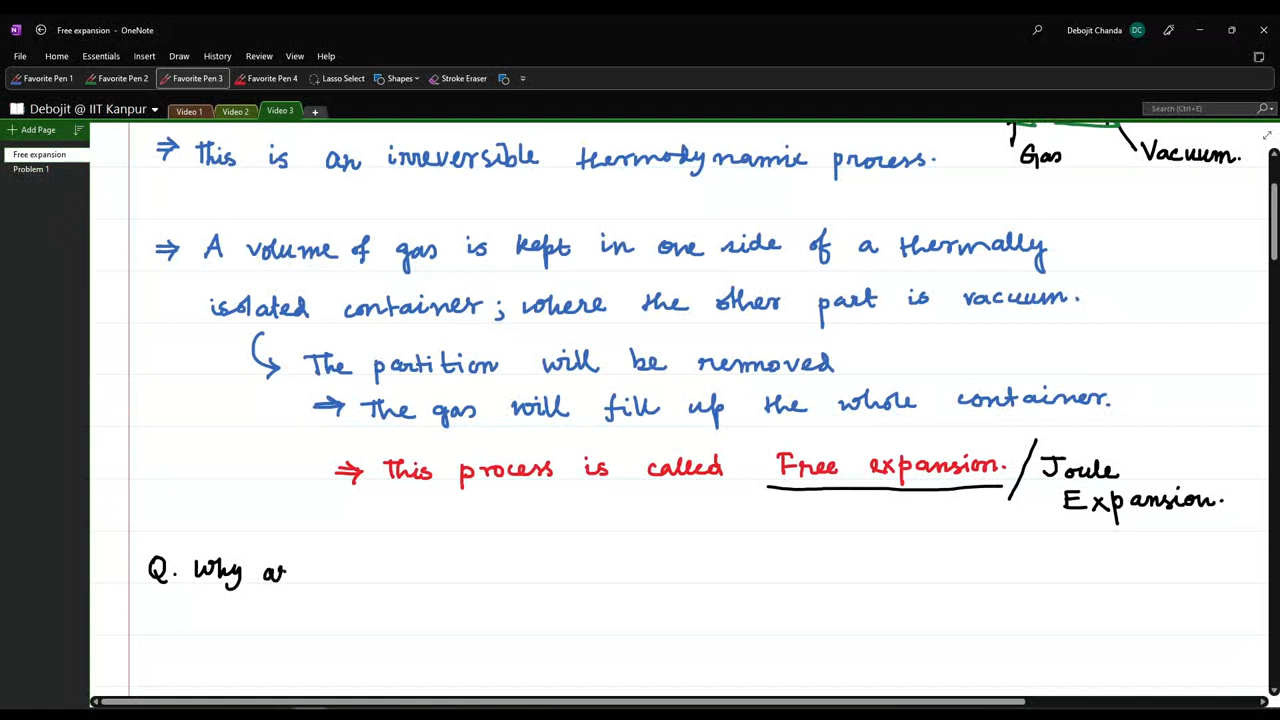 Free expansion - OneNote
Debojit Chanda DC
File Home Essentials Insert Draw History Review View Help
Favorite Pen 1 Favorite Pen 2 Favorite Pen 3 Favorite Pen 4 Lasso Select Shapes Stroke Eraser
Debojit @ IIT Kanpur Video 1 Video 2 Video 3 + Search (Ctrl+E)
+ Add Page
Free expansion
Problem 1
⇒ This is an irreversible thermodynamic process.
Gas Vacuum.
⇒ A volume of gas is kept in one side of a thermally
isolated container; where the other part is vacuum.
↳ The partition will be removed
⇒ The gas will fill up the whole container.
⇒ This process is called Free expansion. / Joule
Expansion.
Q. Why